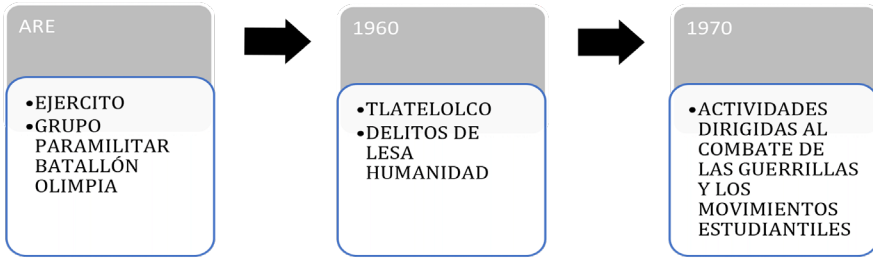 ARE
•EJERCITO
•GRUPO
PARAMILITAR
BATALLÓN
OLIMPIA
1960
•TLATELOLCO
•DELITOS DE
LESA
HUMANIDAD
1970
•ACTIVIDADES
DIRIGIDAS AL
COMBATE DE
LAS GUERRILLAS
Y LOS
MOVIMIENTOS
ESTUDIANTILES